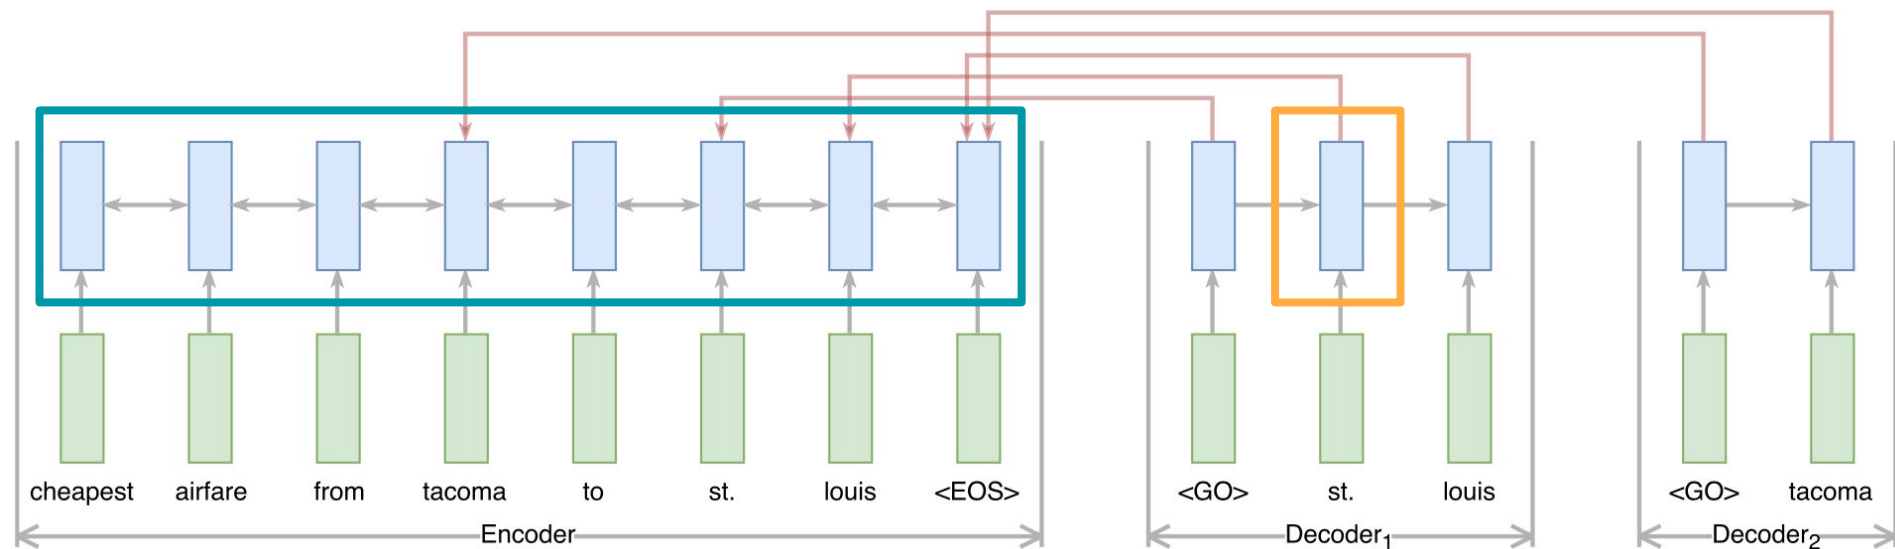 cheapest airfare from tacoma to st. louis <EOS> <GO> st. louis <GO> tacoma
Encoder Decoder₁ Decoder₂